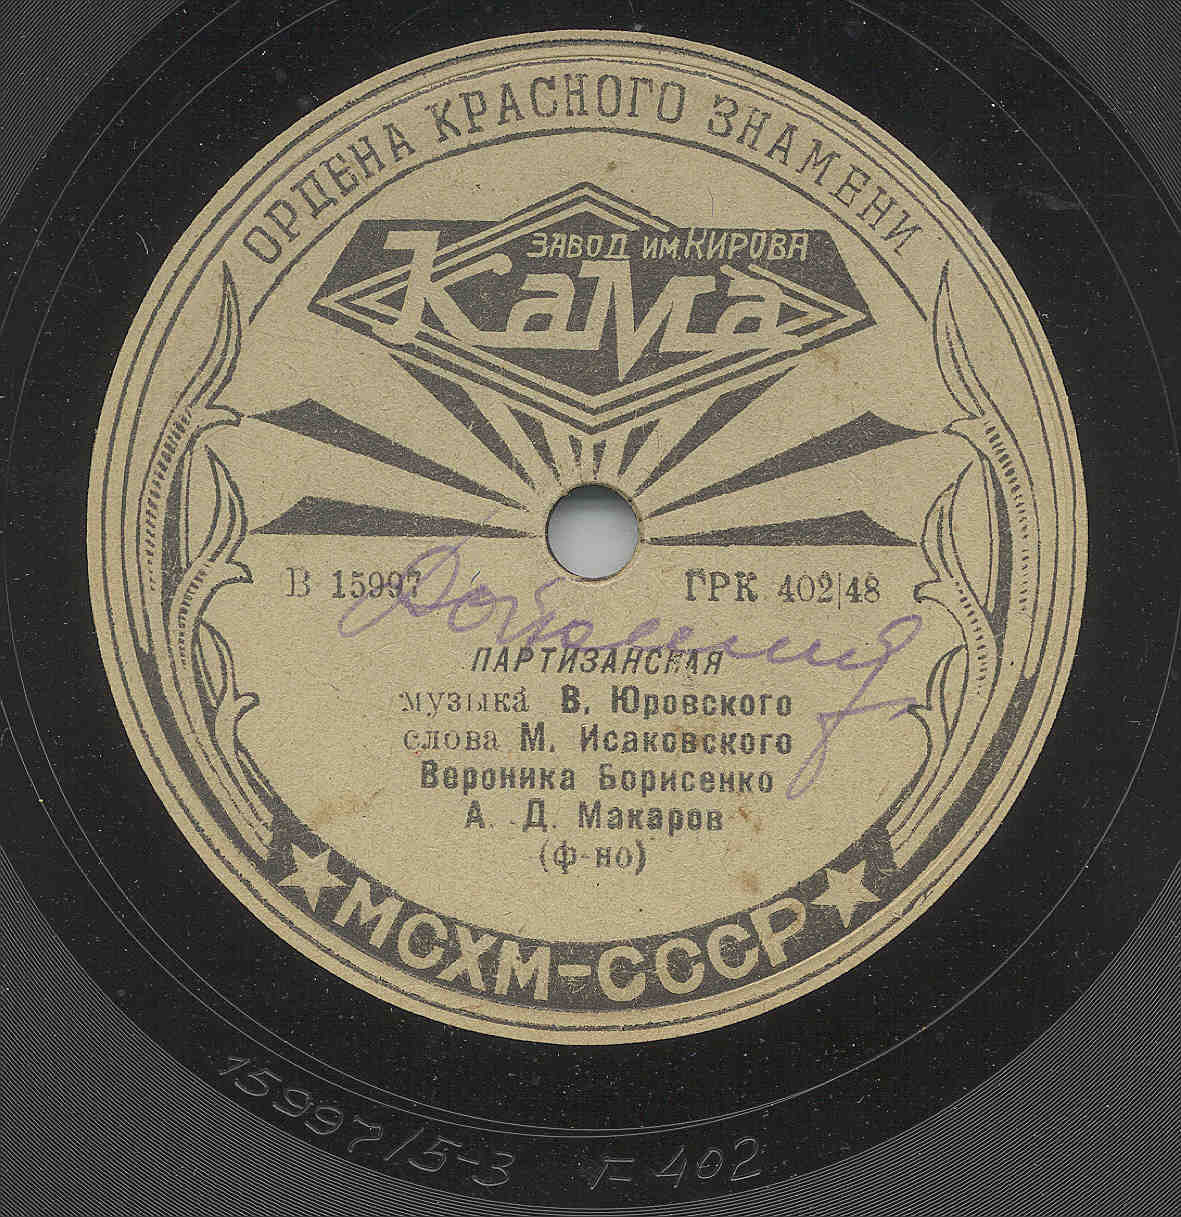 ОРДЕНА КРАСНОГО ЗНАМЕНИ
ЗАВОД ИМ. КИРОВА
КаМа
В 15997
ГРК 402/48
ПАРТИЗАНСКАЯ
музыка В. Юровского
слова М. Исаковского
Вероника Борисенко
А. Д. Макаров
(ф-но)
МСХМ-СССР
15997/5-3 Г-402